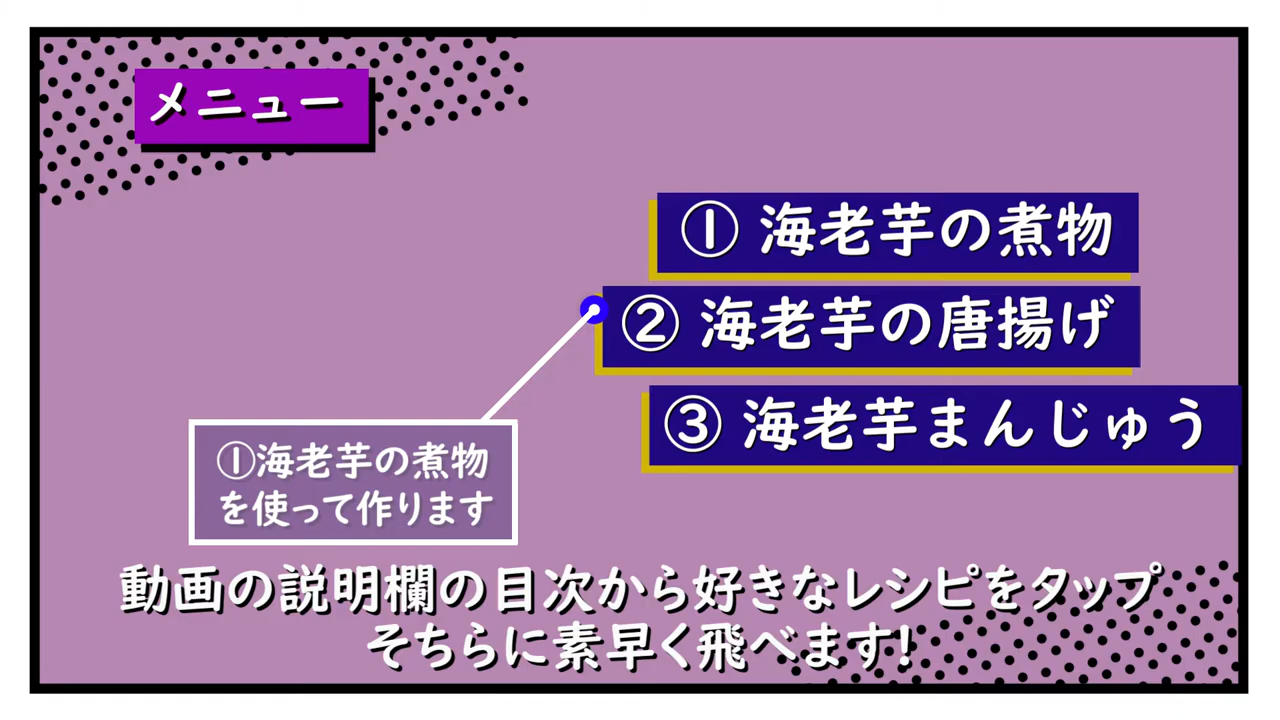 メニュー
① 海老芋の煮物
② 海老芋の唐揚げ
③ 海老芋まんじゅう
①海老芋の煮物
を使って作ります
動画の説明欄の目次から好きなレシピをタップ
そちらに素早く飛べます!